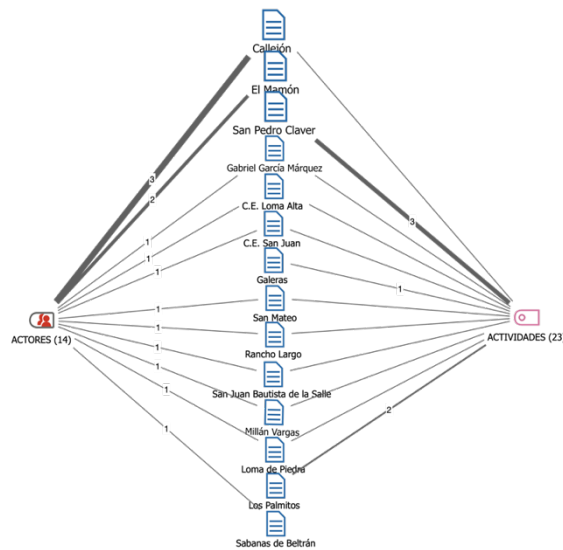 Callejón
El Mamón
San Pedro Claver
3
2
Gabriel García Márquez
C.E. Loma Alta
3
1
C.E. San Juan
1
1
Galeras
1
San Mateo
1
ACTORES (14)
ACTIVIDADES (23)
1
Rancho Largo
1
San Juan Bautista de la Salle
1
1
Millán Vargas
2
1
Loma de Piedra
Los Palmitos
Sabanas de Beltrán